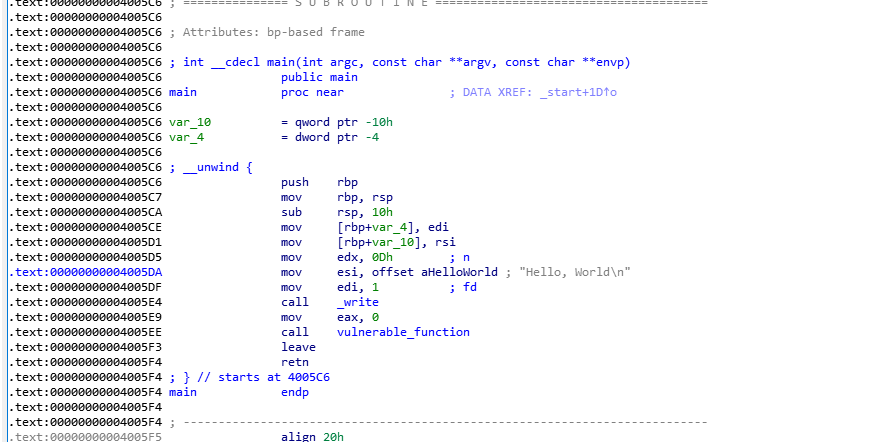 .text:00000000004005C6 ; =============== S U B R O U T I N E =======================================
.text:00000000004005C6
.text:00000000004005C6 ; Attributes: bp-based frame
.text:00000000004005C6
.text:00000000004005C6 ; int __cdecl main(int argc, const char **argv, const char **envp)
.text:00000000004005C6                 public main
.text:00000000004005C6 main            proc near               ; DATA XREF: _start+1D↑o
.text:00000000004005C6
.text:00000000004005C6 var_10          = qword ptr -10h
.text:00000000004005C6 var_4           = dword ptr -4
.text:00000000004005C6
.text:00000000004005C6 ; __unwind {
.text:00000000004005C6                 push    rbp
.text:00000000004005C7                 mov     rbp, rsp
.text:00000000004005CA                 sub     rsp, 10h
.text:00000000004005CE                 mov     [rbp+var_4], edi
.text:00000000004005D1                 mov     [rbp+var_10], rsi
.text:00000000004005D5                 mov     edx, 0Dh        ; n
.text:00000000004005DA                 mov     esi, offset aHelloWorld ; "Hello, World\n"
.text:00000000004005DF                 mov     edi, 1          ; fd
.text:00000000004005E4                 call    _write
.text:00000000004005E9                 mov     eax, 0
.text:00000000004005EE                 call    vulnerable_function
.text:00000000004005F3                 leave
.text:00000000004005F4                 retn
.text:00000000004005F4 ; } // starts at 4005C6
.text:00000000004005F4 main            endp
.text:00000000004005F4
.text:00000000004005F4 ; ---------------------------------------------------------------------------
.text:00000000004005F5                 align 20h